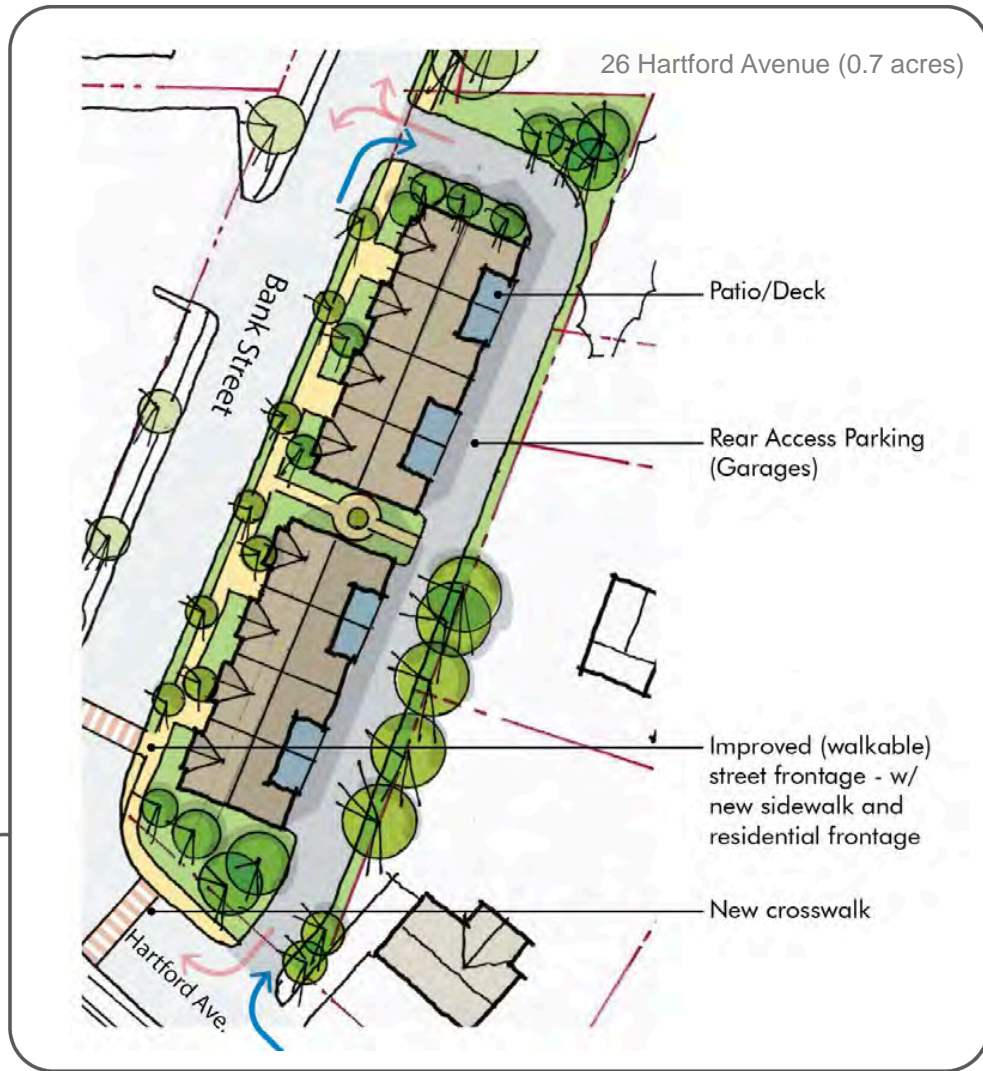 26 Hartford Avenue (0.7 acres)
Bank Street
Patio/Deck
Rear Access Parking
(Garages)
Improved (walkable)
street frontage - w/
new sidewalk and
residential frontage
New crosswalk
Hartford Ave.